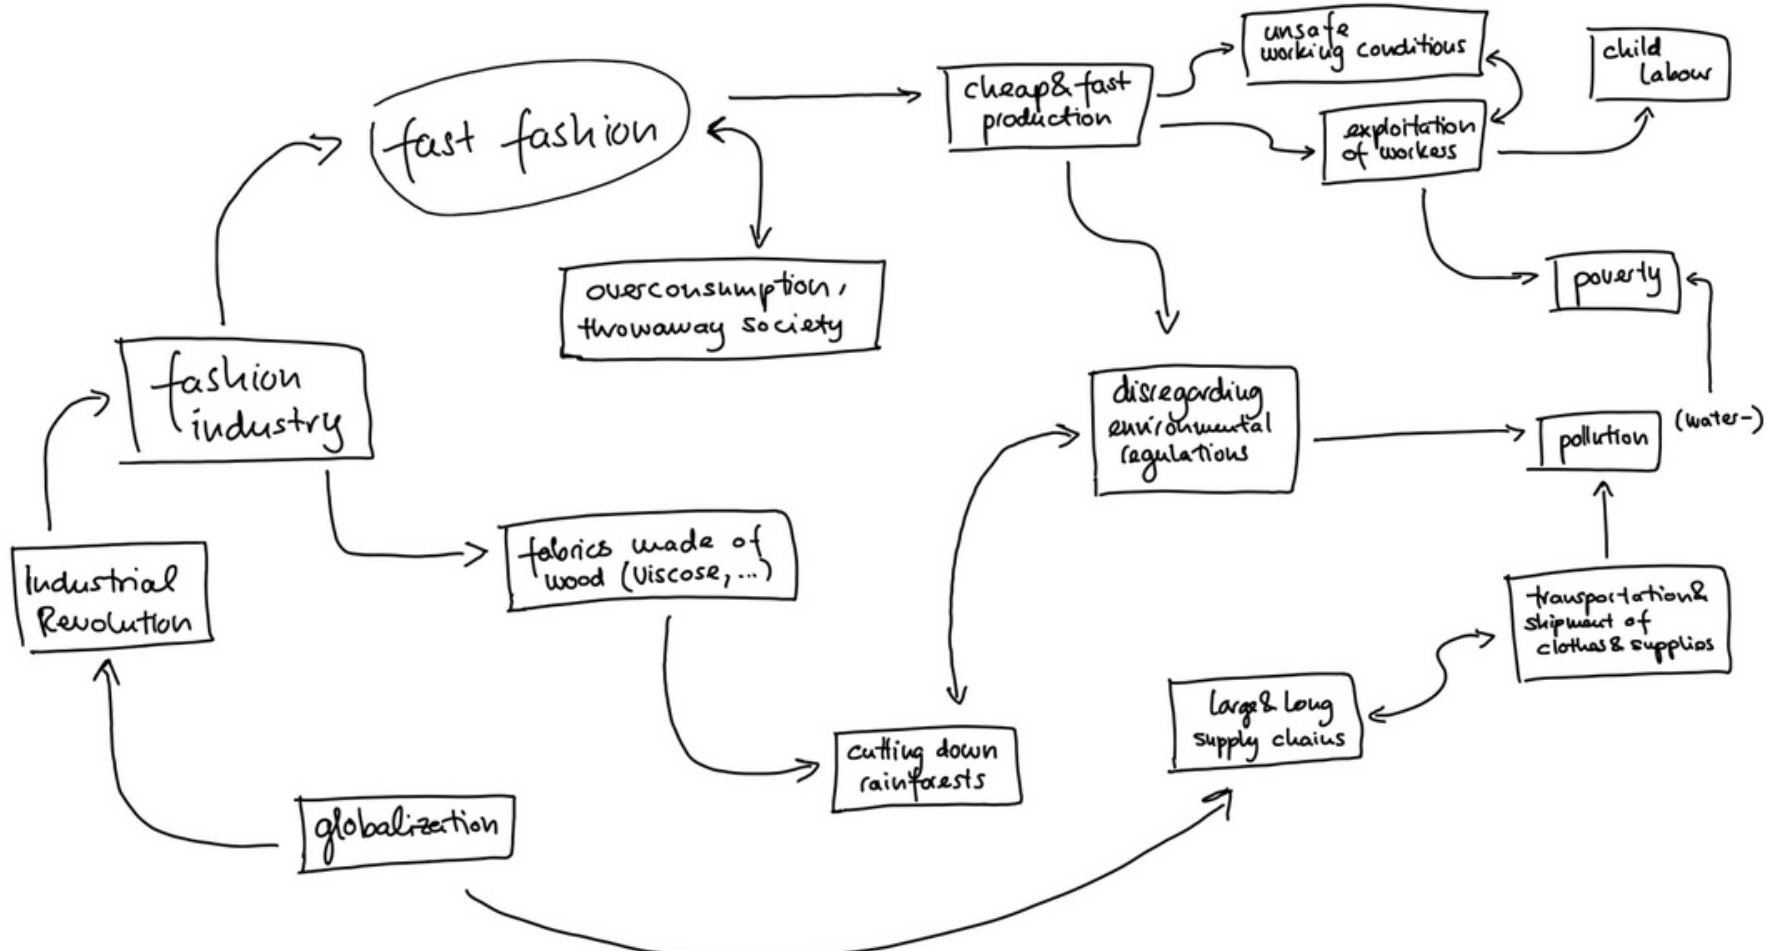 unsafe
working conditions
child
labour
cheap & fast
production
fast fashion
exploitation
of workers
overconsumption,
throwaway society
poverty
fashion
industry
disregarding
environmental
regulations
(water-)
pollution
fabrics made of
wood (Viscose, ...)
Industrial
Revolution
transportation &
shipment of
clothes & supplies
large & long
supply chains
cutting down
rainforests
globalization